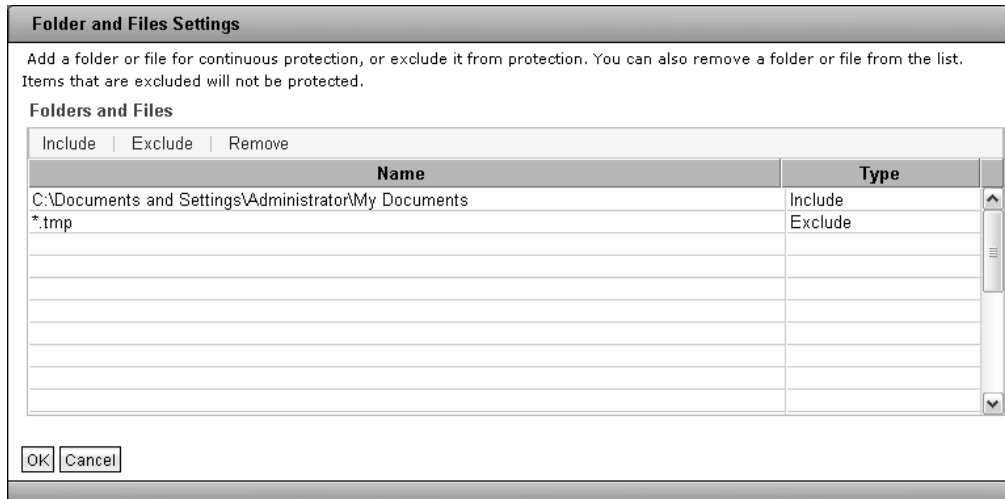 Folder and Files Settings
Add a folder or file for continuous protection, or exclude it from protection. You can also remove a folder or file from the list.
Items that are excluded will not be protected.
Folders and Files
Include | Exclude | Remove
Name Type
C:\Documents and Settings\Administrator\My Documents Include
*.tmp Exclude
OK Cancel